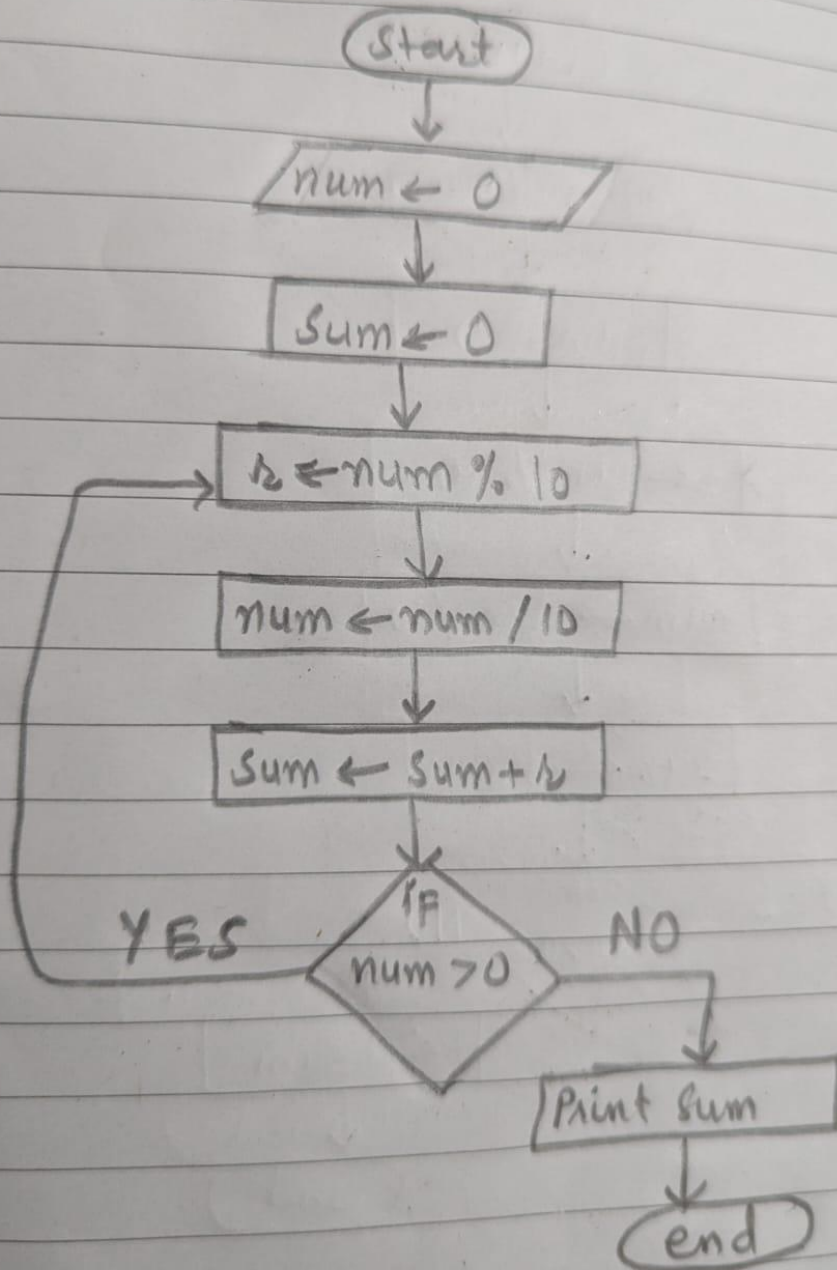 Start
num ← 0
Sum ← 0
r ← num % 10
num ← num / 10
Sum ← Sum + r
IF
num > 0
YES
NO
Print Sum
end